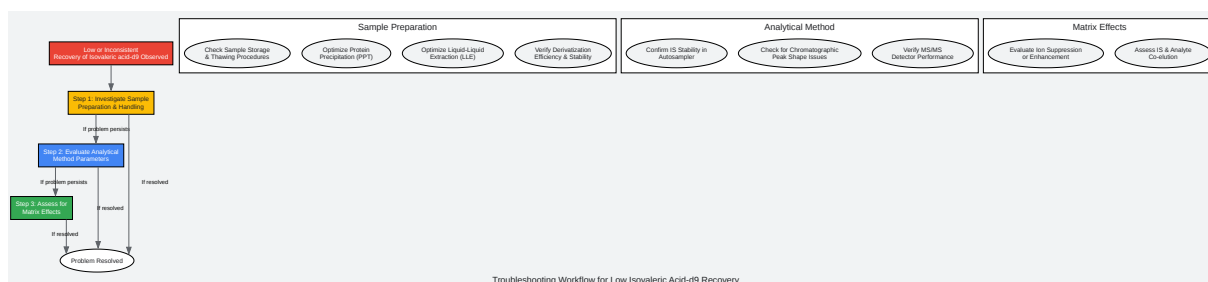 Sample Preparation
Analytical Method
Matrix Effects
Low or Inconsistent
Recovery of Isovaleric acid-d9 Observed
Check Sample Storage
& Thawing Procedures
Optimize Protein
Precipitation (PPT)
Optimize Liquid-Liquid
Extraction (LLE)
Verify Derivatization
Efficiency & Stability
Confirm IS Stability in
Autosampler
Check for Chromatographic
Peak Shape Issues
Verify MS/MS
Detector Performance
Evaluate Ion Suppression
or Enhancement
Assess IS & Analyte
Co-elution
Step 1: Investigate Sample
Preparation & Handling
If problem persists
Step 2: Evaluate Analytical
Method Parameters
If problem persists
If resolved
Step 3: Assess for
Matrix Effects
If resolved
If resolved
Problem Resolved
Troubleshooting Workflow for Low Isovaleric Acid-d9 Recovery